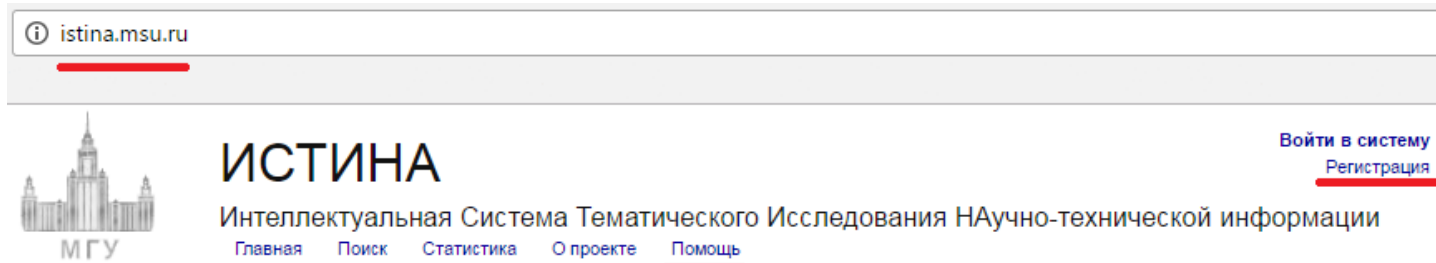 istina.msu.ru
Войти в систему
Регистрация
ИСТИНА
Интеллектуальная Система Тематического Исследования НАучно-технической информации
МГУ
Главная Поиск Статистика О проекте Помощь